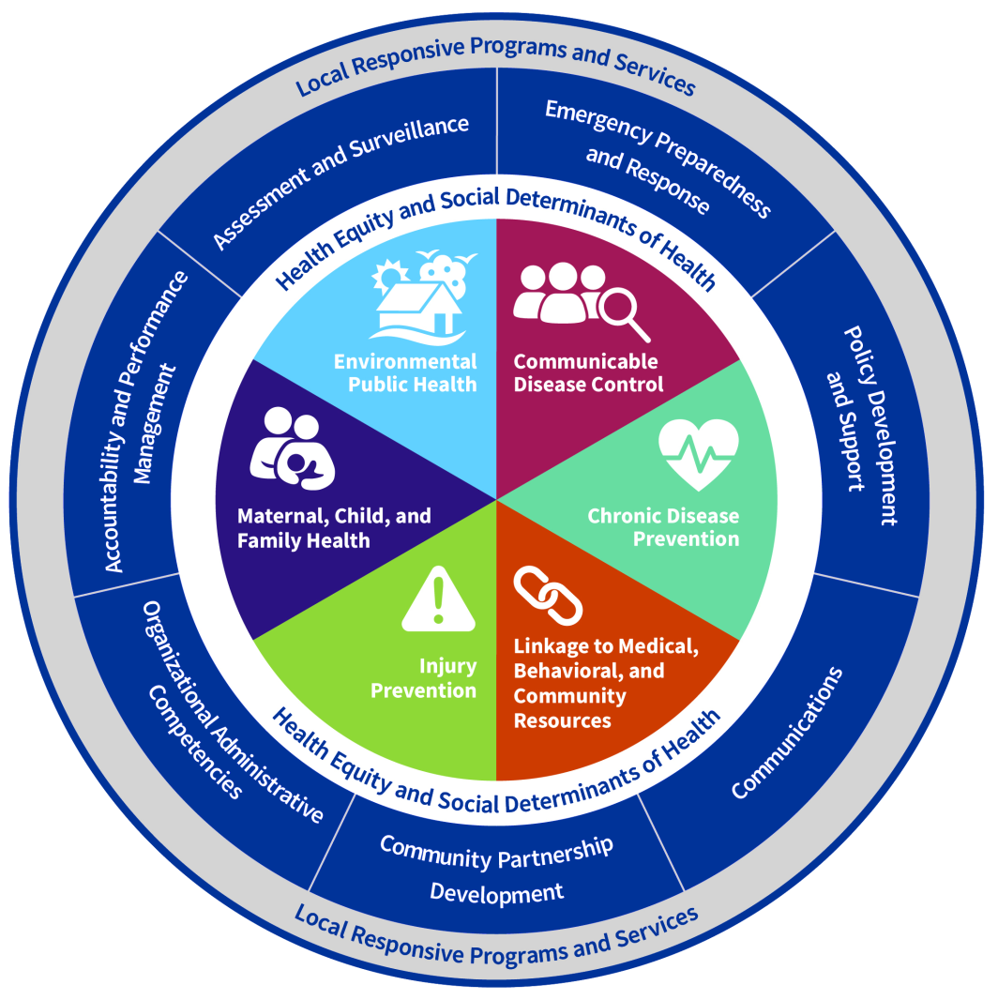 Local Responsive Programs and Services
Assessment and Surveillance
Emergency Preparedness
and Response
Policy Development
and Support
Communications
Community Partnership
Development
Organizational Administrative
Competencies
Accountability and Performance
Management
Health Equity and Social Determinants of Health
Environmental
Public Health
Communicable
Disease Control
Chronic Disease
Prevention
Linkage to Medical,
Behavioral, and
Community
Resources
Injury
Prevention
Maternal, Child, and
Family Health
Health Equity and Social Determinants of Health
Local Responsive Programs and Services